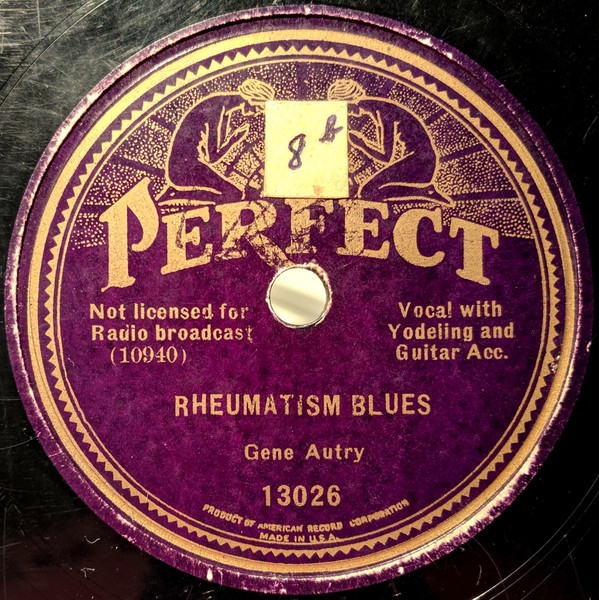 8 b
PERFECT
Not licensed for
Radio broadcast
(10940)
Vocal with
Yodeling and
Guitar Acc.
RHEUMATISM BLUES
Gene Autry
13026
PRODUCT OF AMERICAN RECORD CORPORATION
MADE IN U.S.A.